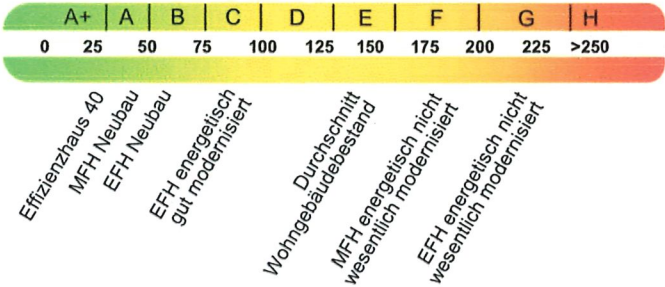 A+ A B C D E F G H
0 25 50 75 100 125 150 175 200 225 >250
Effizienzhaus 40
MFH Neubau
EFH Neubau
EFH energetisch
gut modernisiert
Durchschnitt
Wohngebäudebestand
MFH energetisch nicht
wesentlich modernisiert
EFH energetisch nicht
wesentlich modernisiert